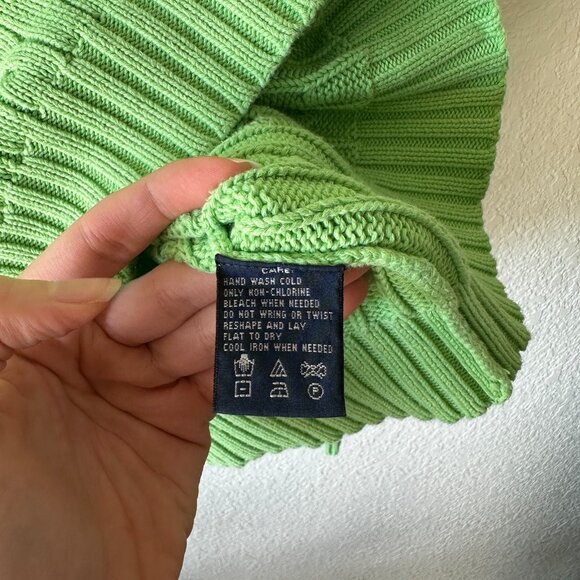 CARE:
HAND WASH COLD
ONLY NON-CHLORINE
BLEACH WHEN NEEDED
DO NOT WRING OR TWIST
RESHAPE AND LAY
FLAT TO DRY
COOL IRON WHEN NEEDED
P